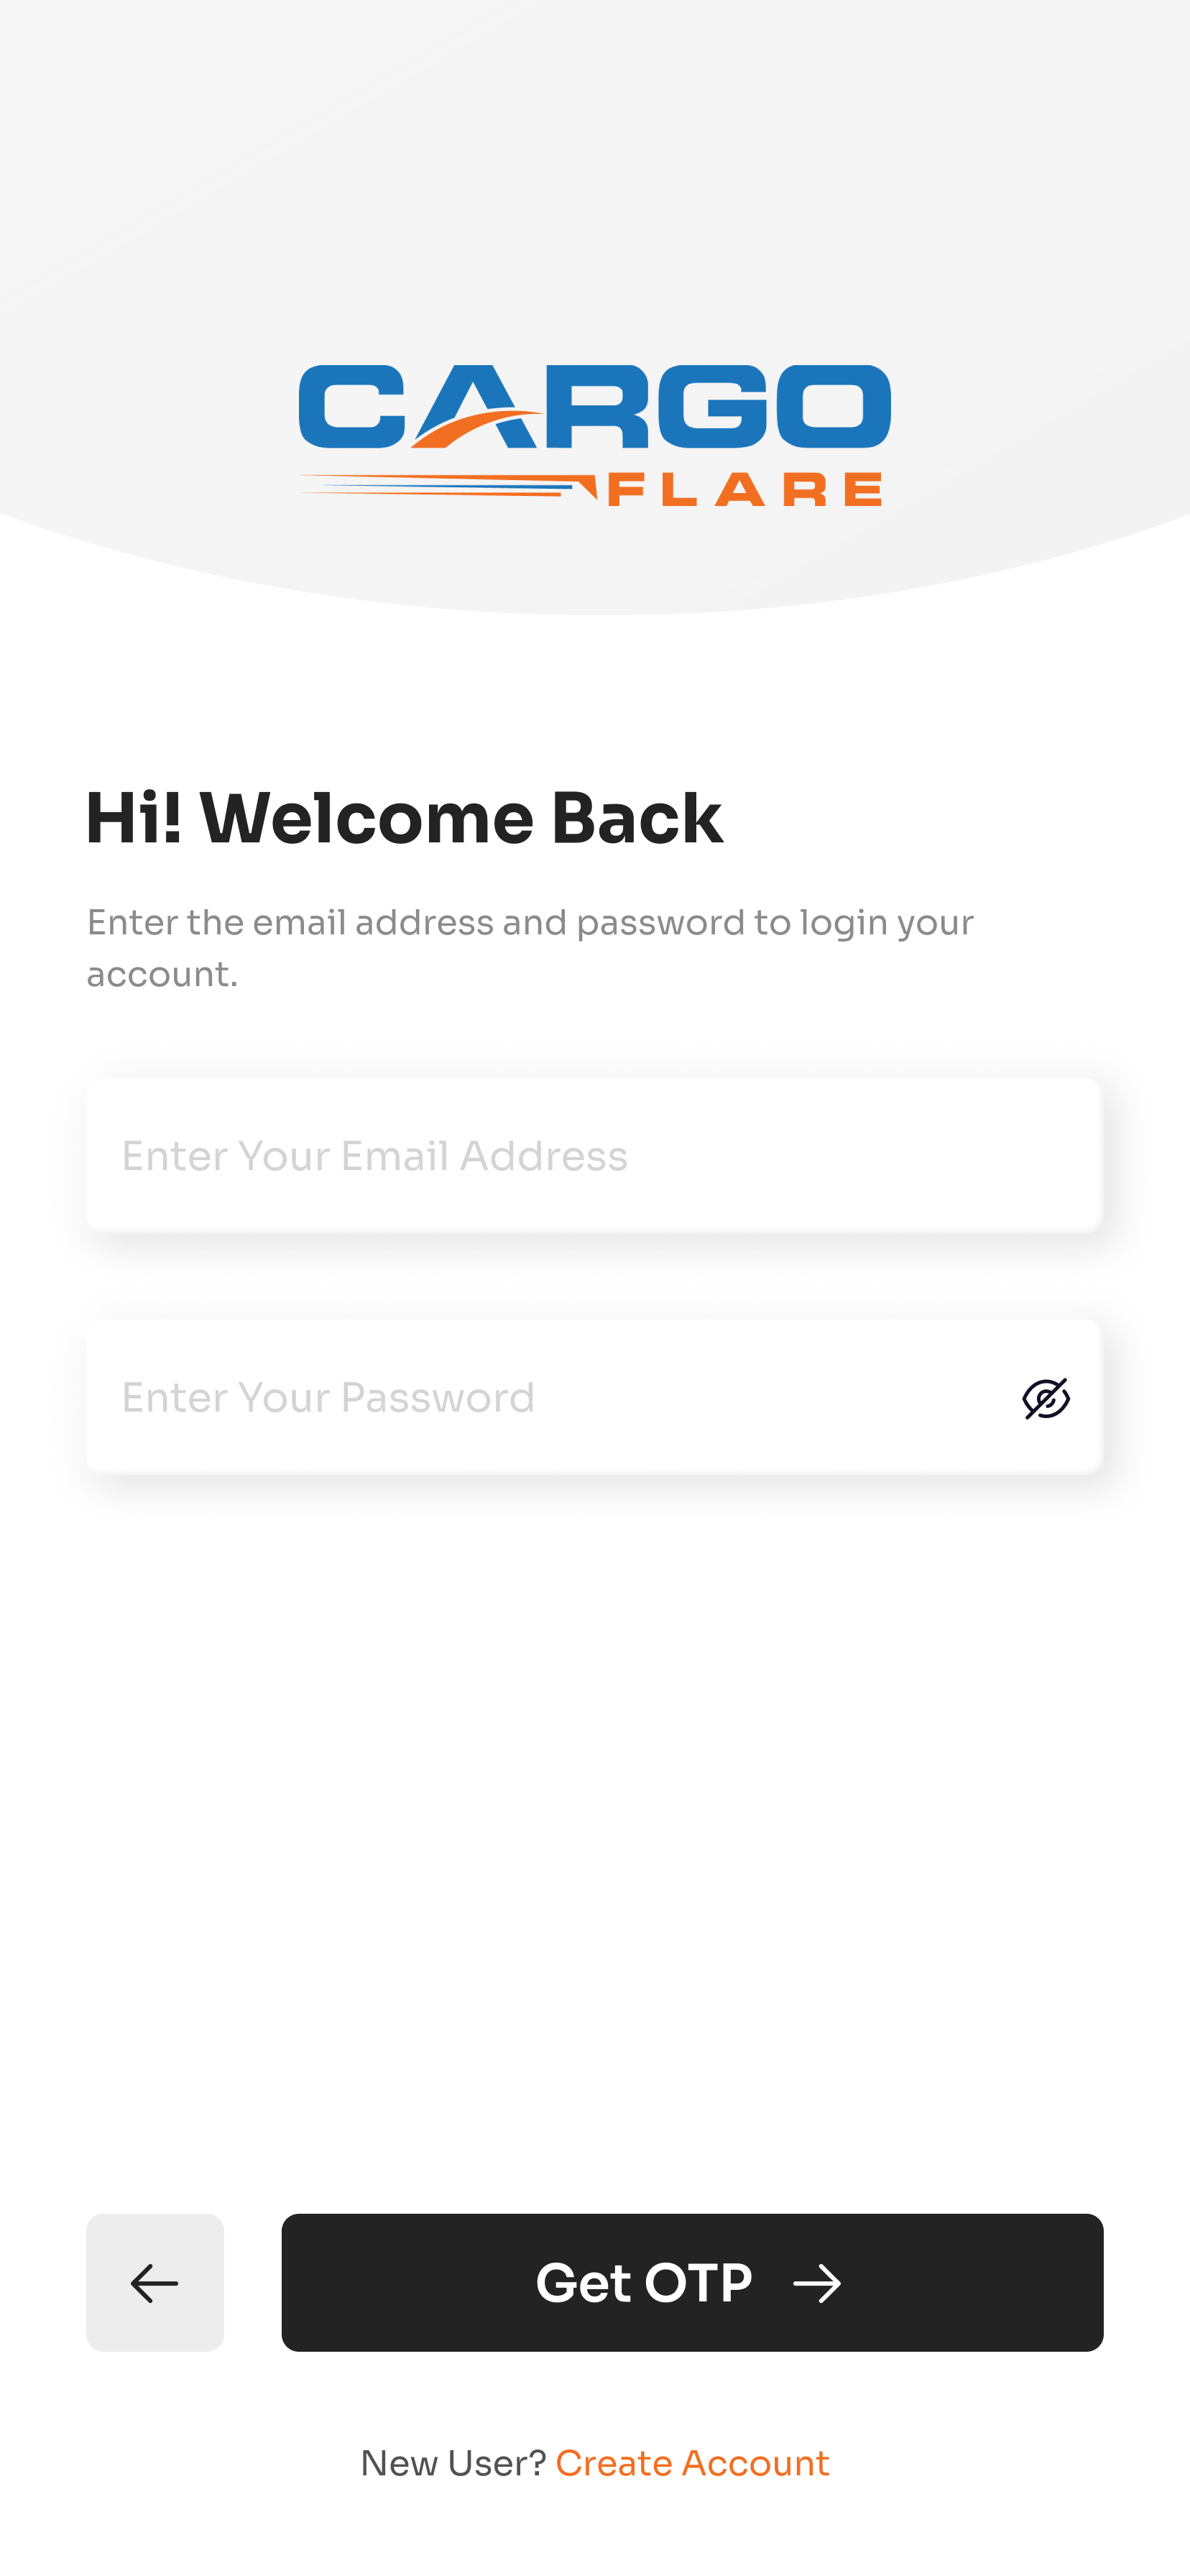 CARGO
FLARE
Hi! Welcome Back
Enter the email address and password to login your
account.
Enter Your Email Address
Enter Your Password
Get OTP
New User? Create Account